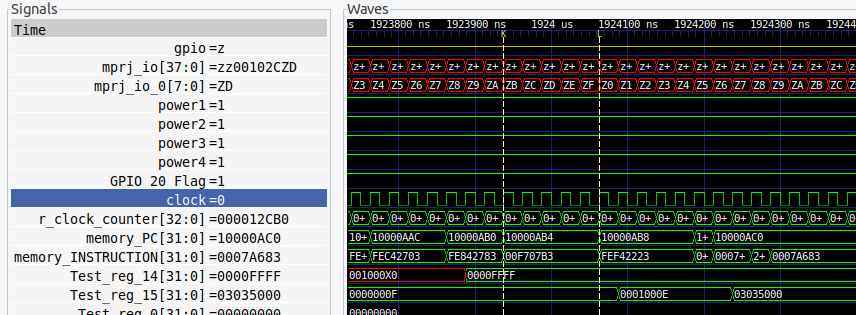 Signals
Waves
Time
s 1923800 ns 1923900 ns 1924 us 1924100 ns 1924200 ns 1924300 ns 19244
gpio=z
mprj_io[37:0]=zz00102CZD
z+ z+ z+ z+ z+ z+ z+ z+ z+ z+ z+ z+ z+ z+ z+ z+ z+ z+ z+ z+ z+ z+ z+ z+ z+ z+ z+
mprj_io_0[7:0]=ZD
Z3 Z4 Z5 Z6 Z7 Z8 Z9 ZA ZB ZC ZD ZE ZF Z0 Z1 Z2 Z3 Z4 Z5 Z6 Z7 Z8 Z9 ZA ZB ZC ZD
power1=1
power2=1
power3=1
power4=1
GPIO 20 Flag=1
clock=0
r_clock_counter[32:0]=000012CB0
0+ 0+ 0+ 0+ 0+ 0+ 0+ 0+ 0+ 0+ 0+ 0+ 0+ 0+ 0+ 0+ 0+ 0+ 0+ 0+ 0+ 0+ 0+ 0+ 0+ 0+ 0+
memory_PC[31:0]=10000AC0
10+ 10000AAC 10000AB0 10000AB4 10000AB8 1+ 10000AC0
memory_INSTRUCTION[31:0]=0007A683
FE+ FEC42703 FE842783 00F707B3 FEF42223 0+ 0007+ 2+ 0007A683
Test_reg_14[31:0]=0000FFFF
001000X0 0000FFFF
Test_reg_15[31:0]=03035000
0000000F 0001000E 03035000
Test_reg_0[31:0]=00000000
00000000